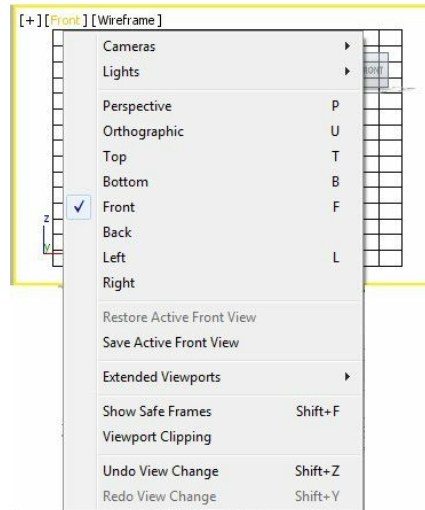 [+][Front][Wireframe]
Cameras
Lights
Perspective P
Orthographic U
Top T
Bottom B
Front F
Back
Left L
Right
Restore Active Front View
Save Active Front View
Extended Viewports
Show Safe Frames Shift+F
Viewport Clipping
Undo View Change Shift+Z
Redo View Change Shift+Y
z
y